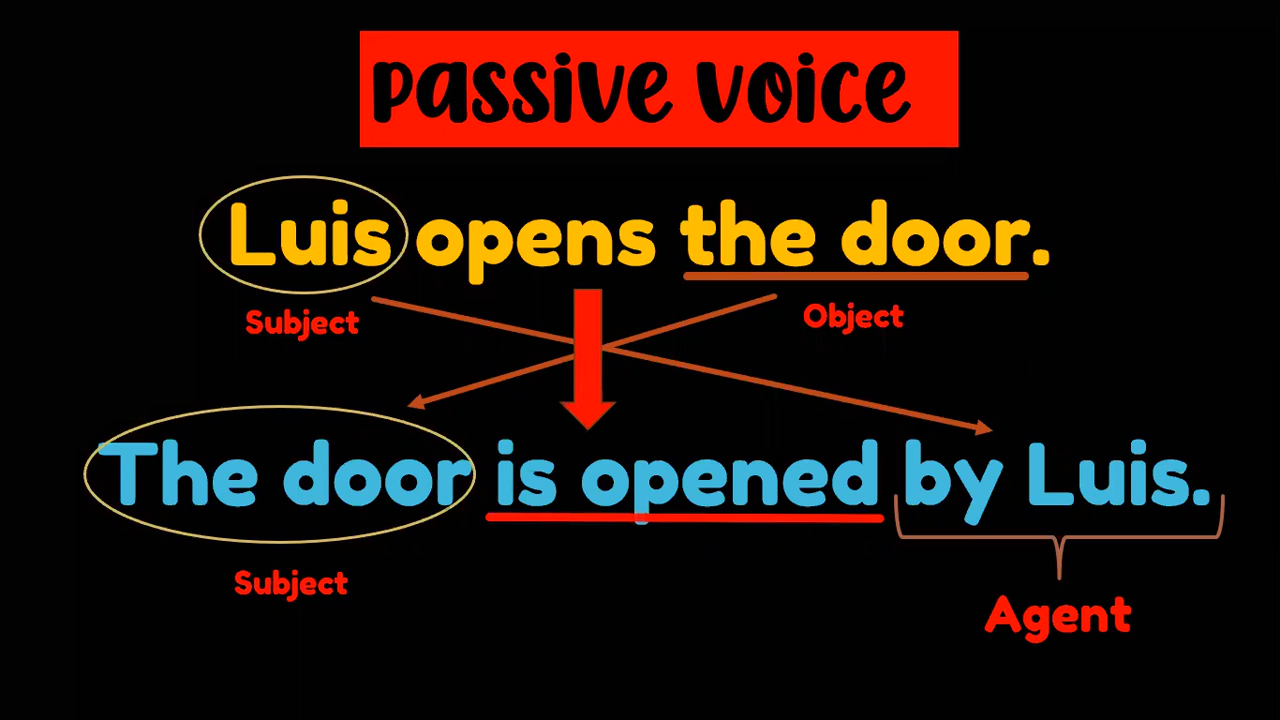 passive voice
Luis opens the door.
Subject
Object
The door is opened by Luis.
Subject
Agent